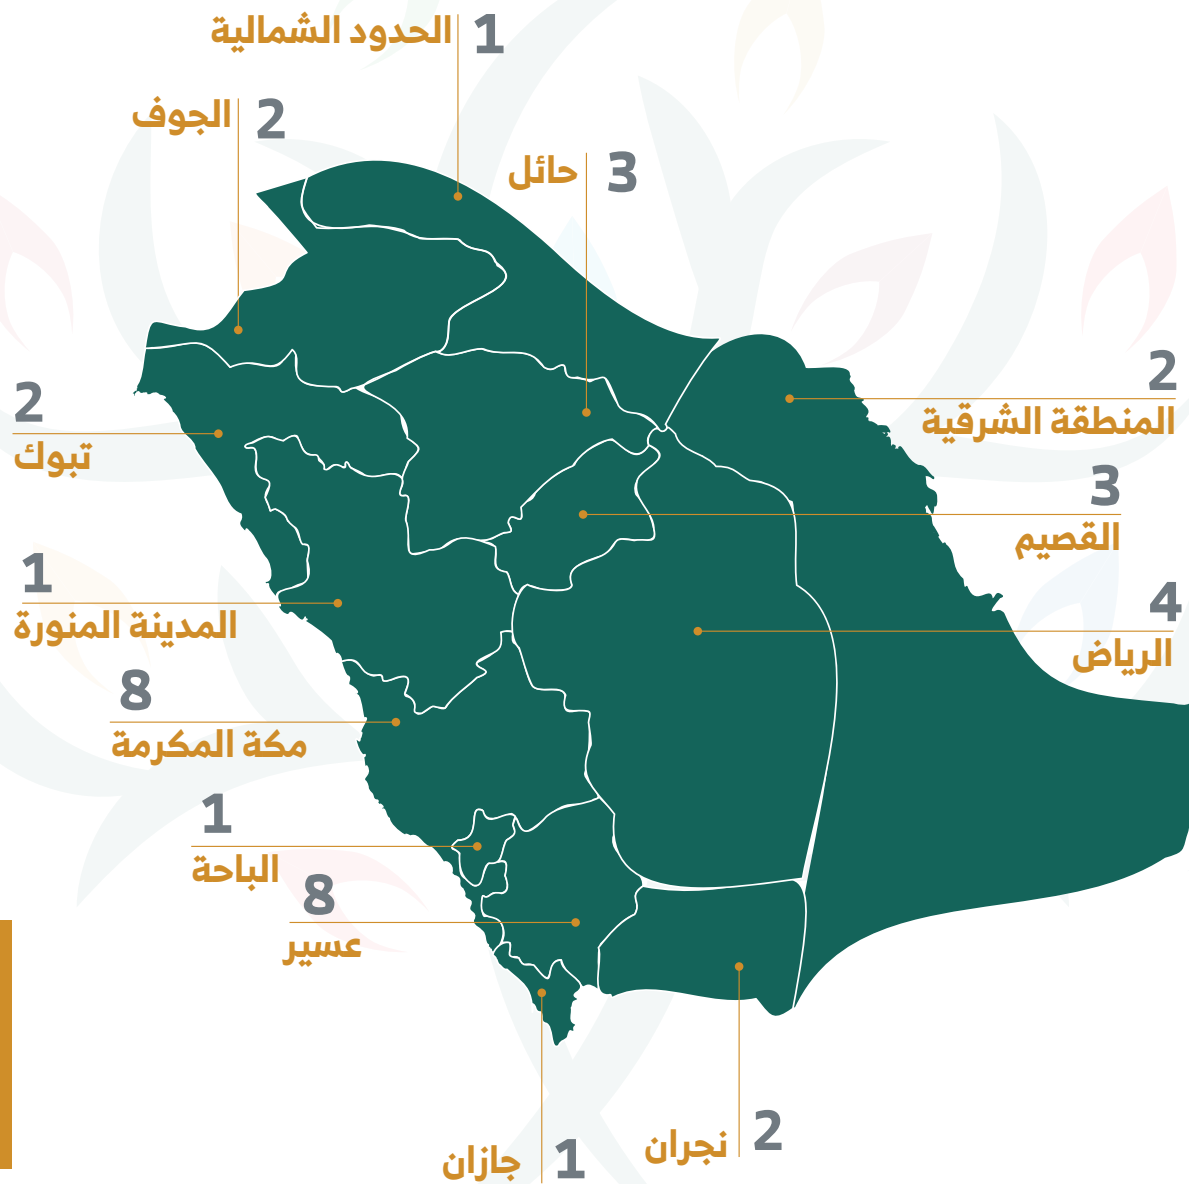 الحدود الشمالية 1
الجوف 2
حائل 3
2
المنطقة الشرقية
2
تبوك
3
القصيم
1
المدينة المنورة
4
الرياض
8
مكة المكرمة
1
الباحة
8
عسير
نجران 2
جازان 1